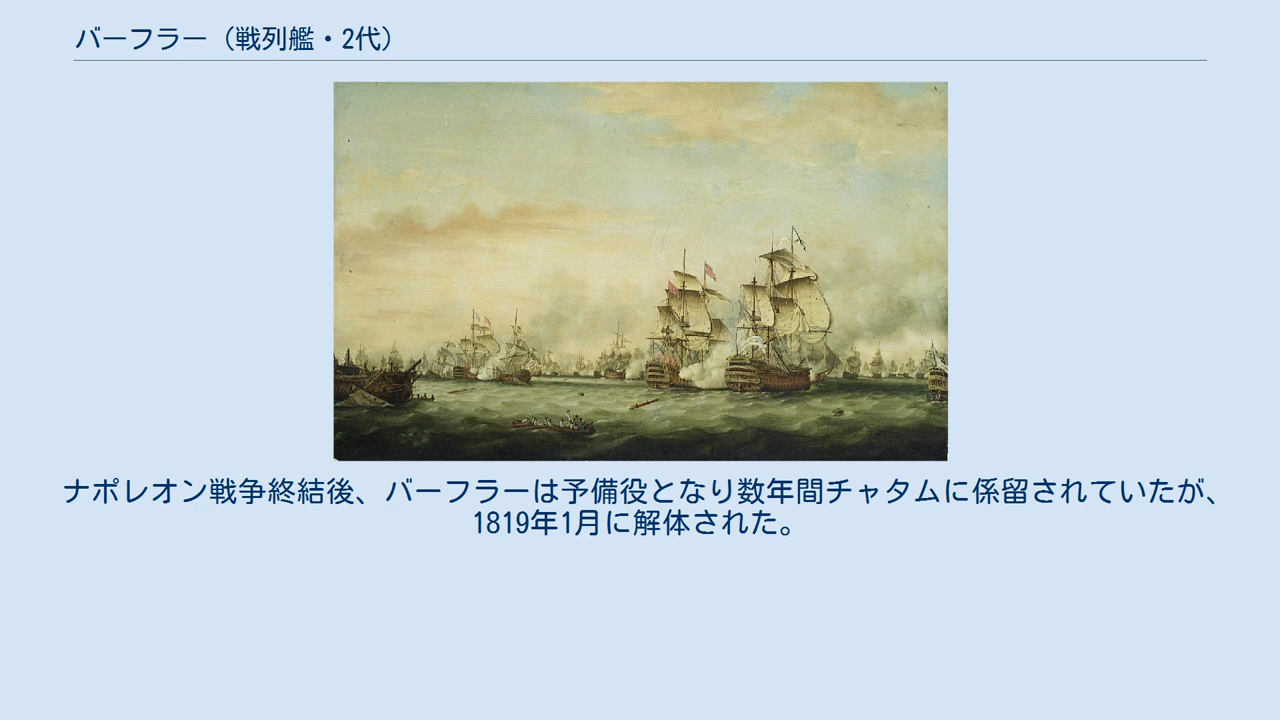 バーフラー（戦列艦・2代）
ナポレオン戦争終結後、バーフラーは予備役となり数年間チャタムに係留されていたが、
1819年1月に解体された。